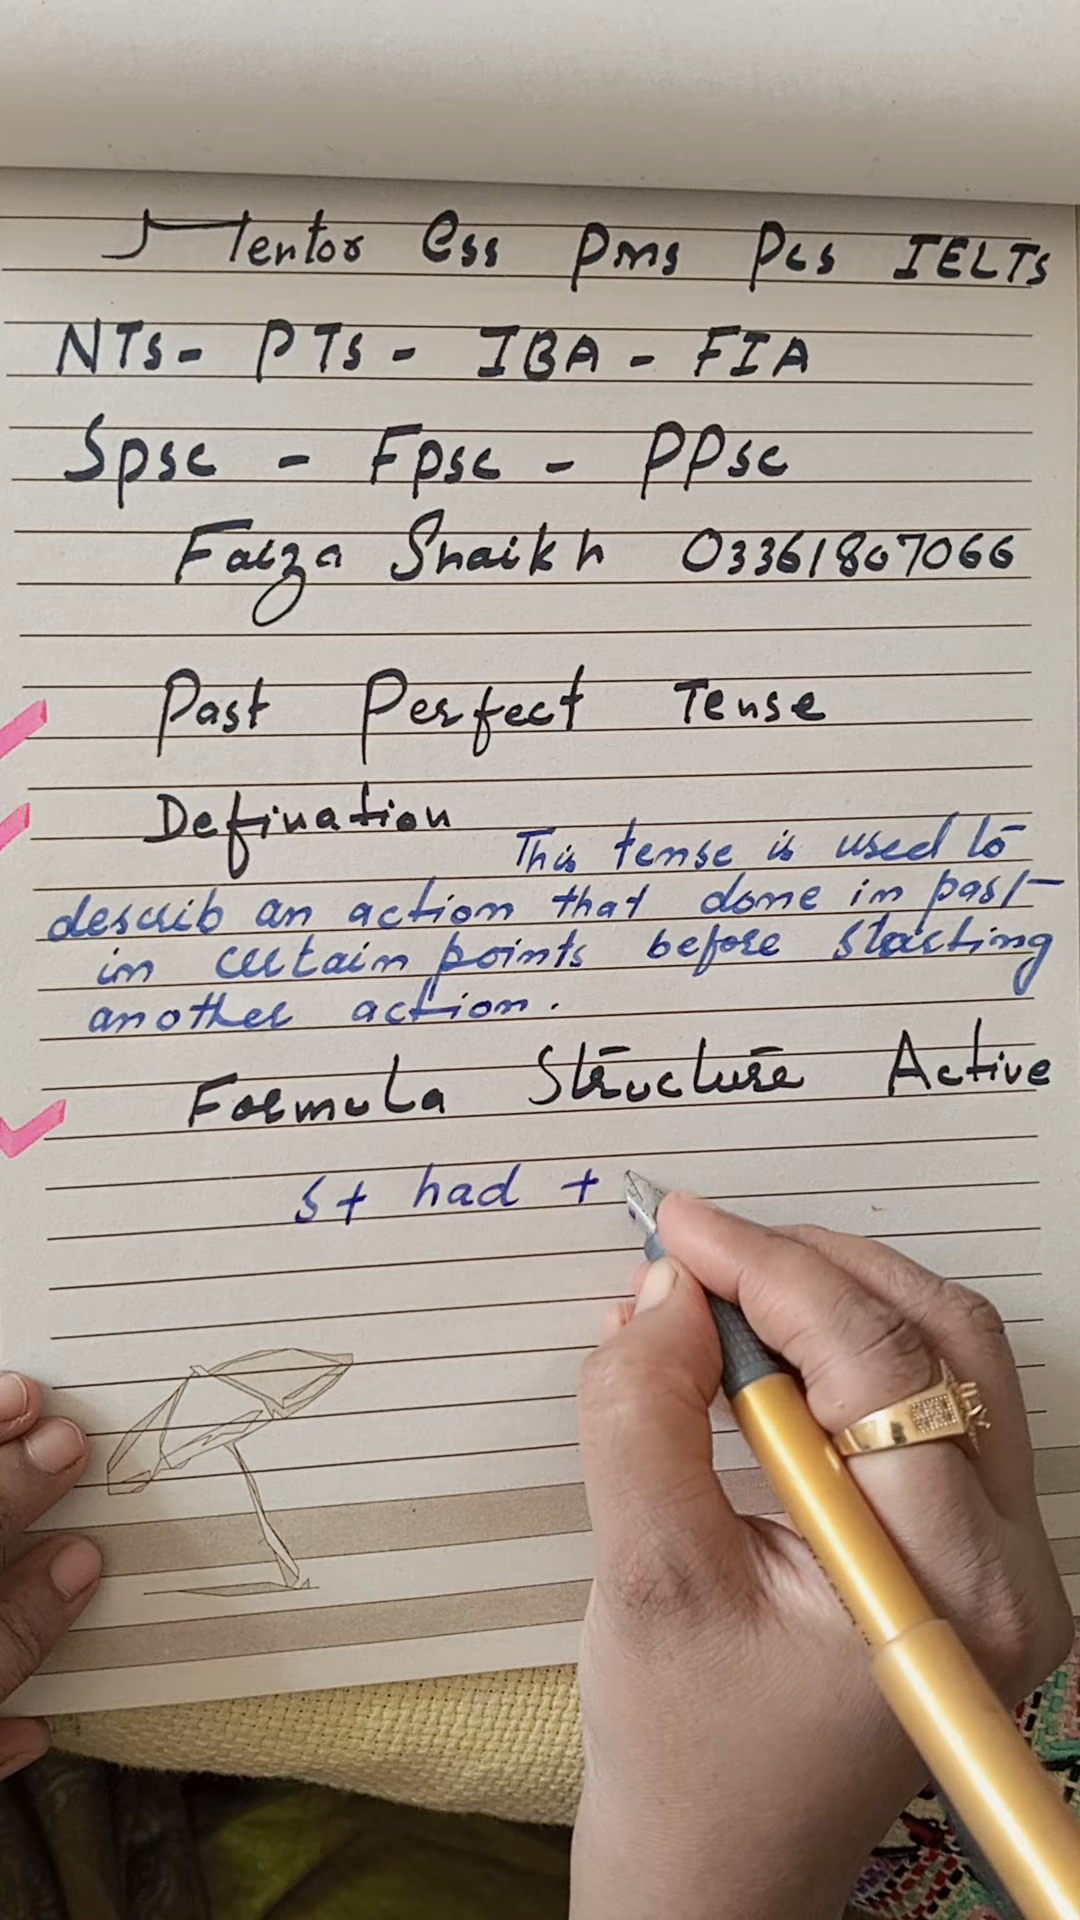 Mentor Css Pms Pcs IELTS
NTs - PTs - IBA - FIA
Spsc - Fpsc - PPsc
Faiza Shaikh 03361807066
Past Perfect Tense
Defination
This tense is used to
describ an action that done in past
in certain points before starting
another action.
Formula Structure Active
S + had +